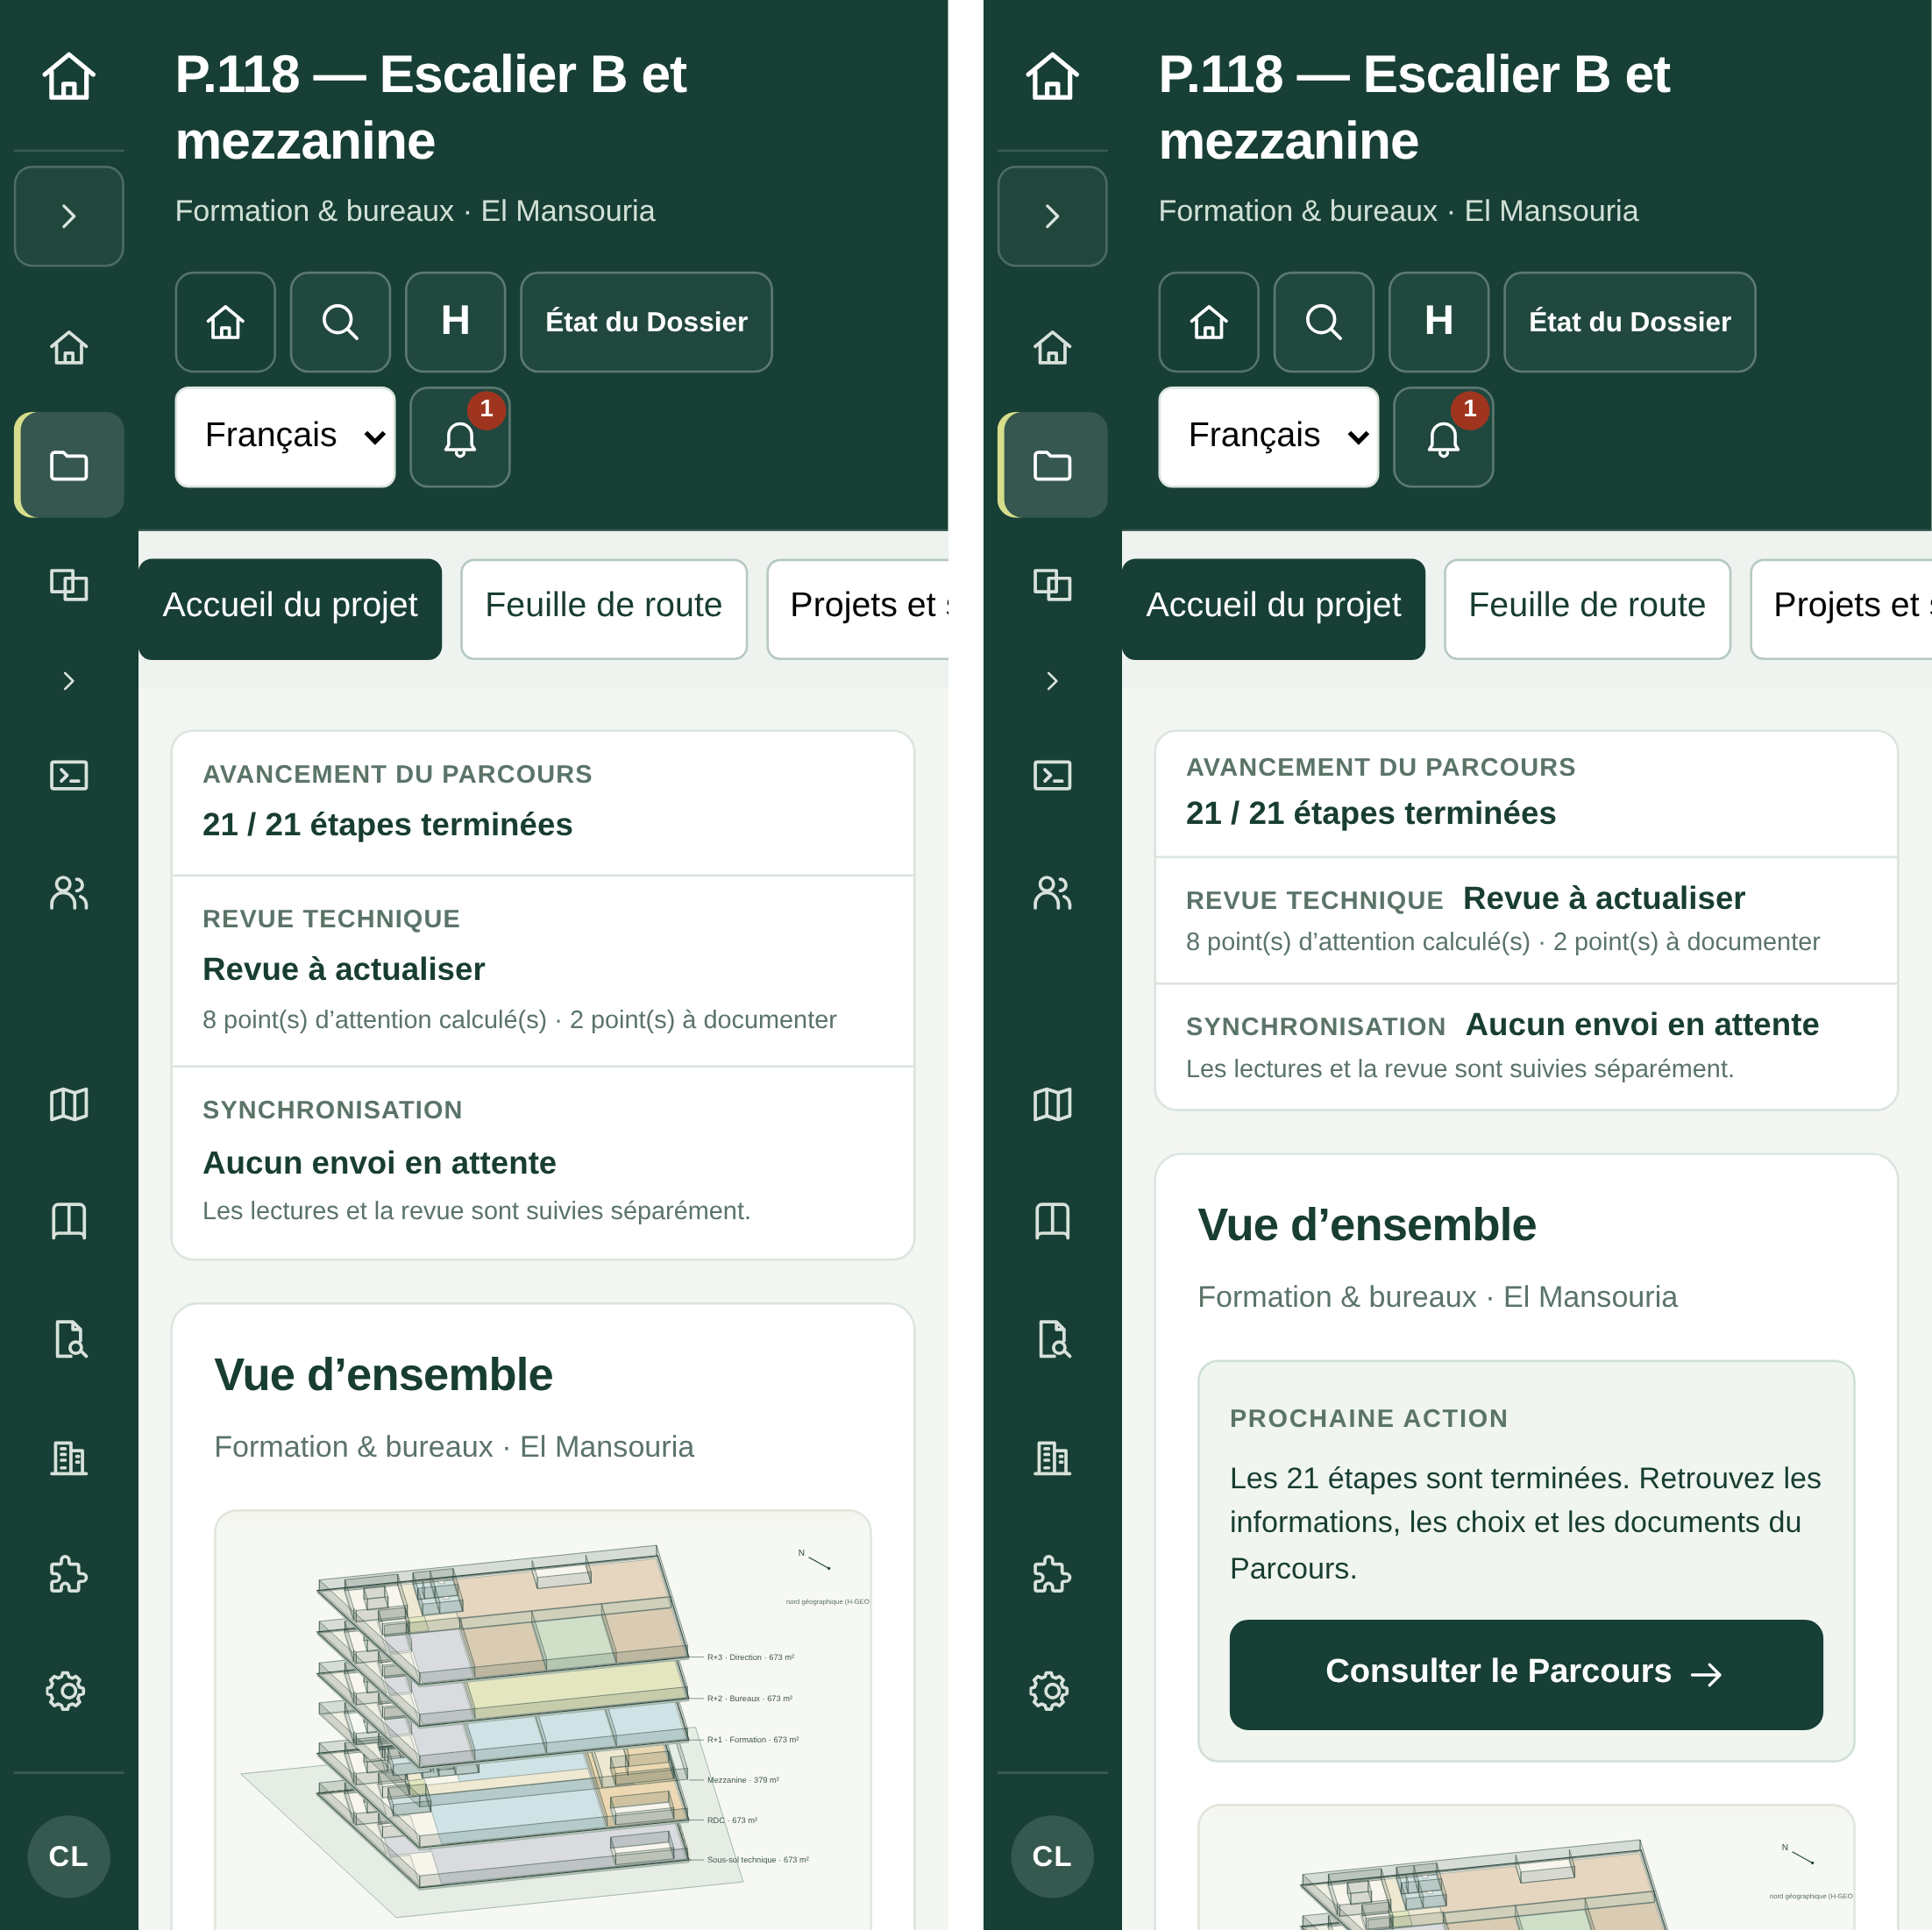 P.118 — Escalier B et
mezzanine
Formation & bureaux · El Mansouria
H
État du Dossier
Français
1
Accueil du projet
Feuille de route
Projets et
AVANCEMENT DU PARCOURS
21 / 21 étapes terminées
REVUE TECHNIQUE
Revue à actualiser
8 point(s) d’attention calculé(s) · 2 point(s) à documenter
SYNCHRONISATION
Aucun envoi en attente
Les lectures et la revue sont suivies séparément.
Vue d’ensemble
Formation & bureaux · El Mansouria
N
nord géographique (H-GEO
R+3 · Direction · 673 m²
R+2 · Bureaux · 673 m²
R+1 · Formation · 673 m²
Mezzanine · 379 m²
RDC · 673 m²
Sous-sol technique · 673 m²
CL
P.118 — Escalier B et
mezzanine
Formation & bureaux · El Mansouria
H
État du Dossier
Français
1
Accueil du projet
Feuille de route
Projets et
AVANCEMENT DU PARCOURS
21 / 21 étapes terminées
REVUE TECHNIQUE Revue à actualiser
8 point(s) d’attention calculé(s) · 2 point(s) à documenter
SYNCHRONISATION Aucun envoi en attente
Les lectures et la revue sont suivies séparément.
Vue d’ensemble
Formation & bureaux · El Mansouria
PROCHAINE ACTION
Les 21 étapes sont terminées. Retrouvez les
informations, les choix et les documents du
Parcours.
Consulter le Parcours →
N
nord géographique (H-GEO
CL